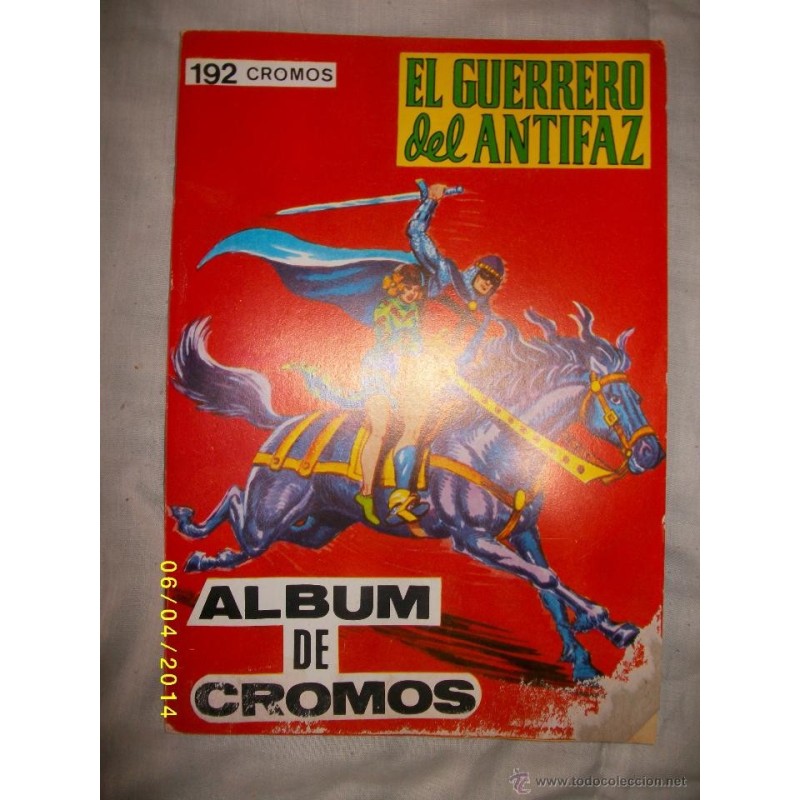 192 CROMOS
EL GUERRERO
del ANTIFAZ
ALBUM
DE
CROMOS
06/04/2014
© www.todocoleccion.net